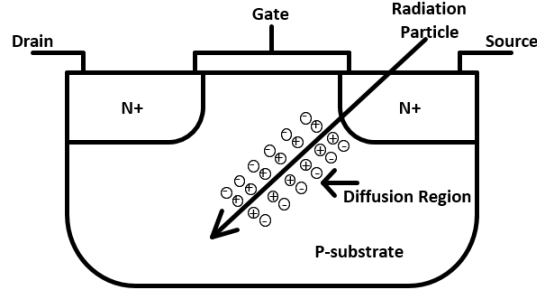 Gate
Radiation
Particle
Drain
Source
N+
N+
Diffusion Region
P-substrate